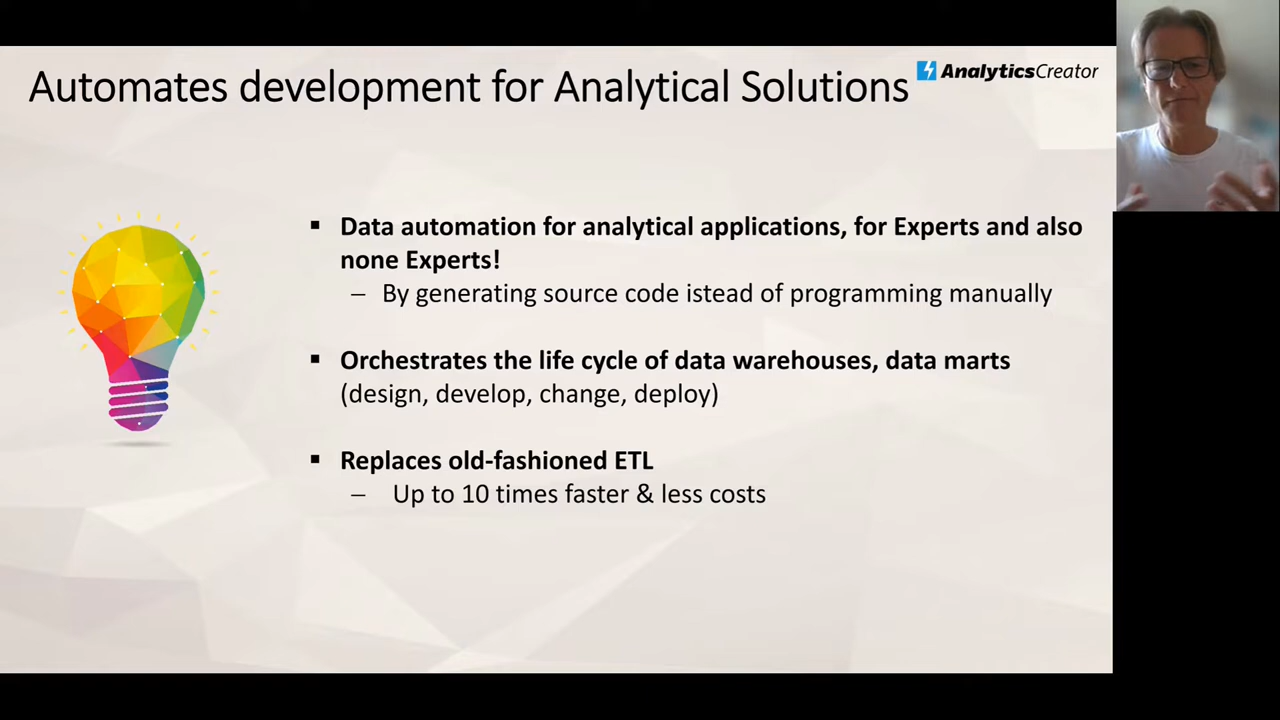 Automates development for Analytical Solutions
AnalyticsCreator
▪ Data automation for analytical applications, for Experts and also
none Experts!
– By generating source code istead of programming manually
▪ Orchestrates the life cycle of data warehouses, data marts
(design, develop, change, deploy)
▪ Replaces old-fashioned ETL
– Up to 10 times faster & less costs